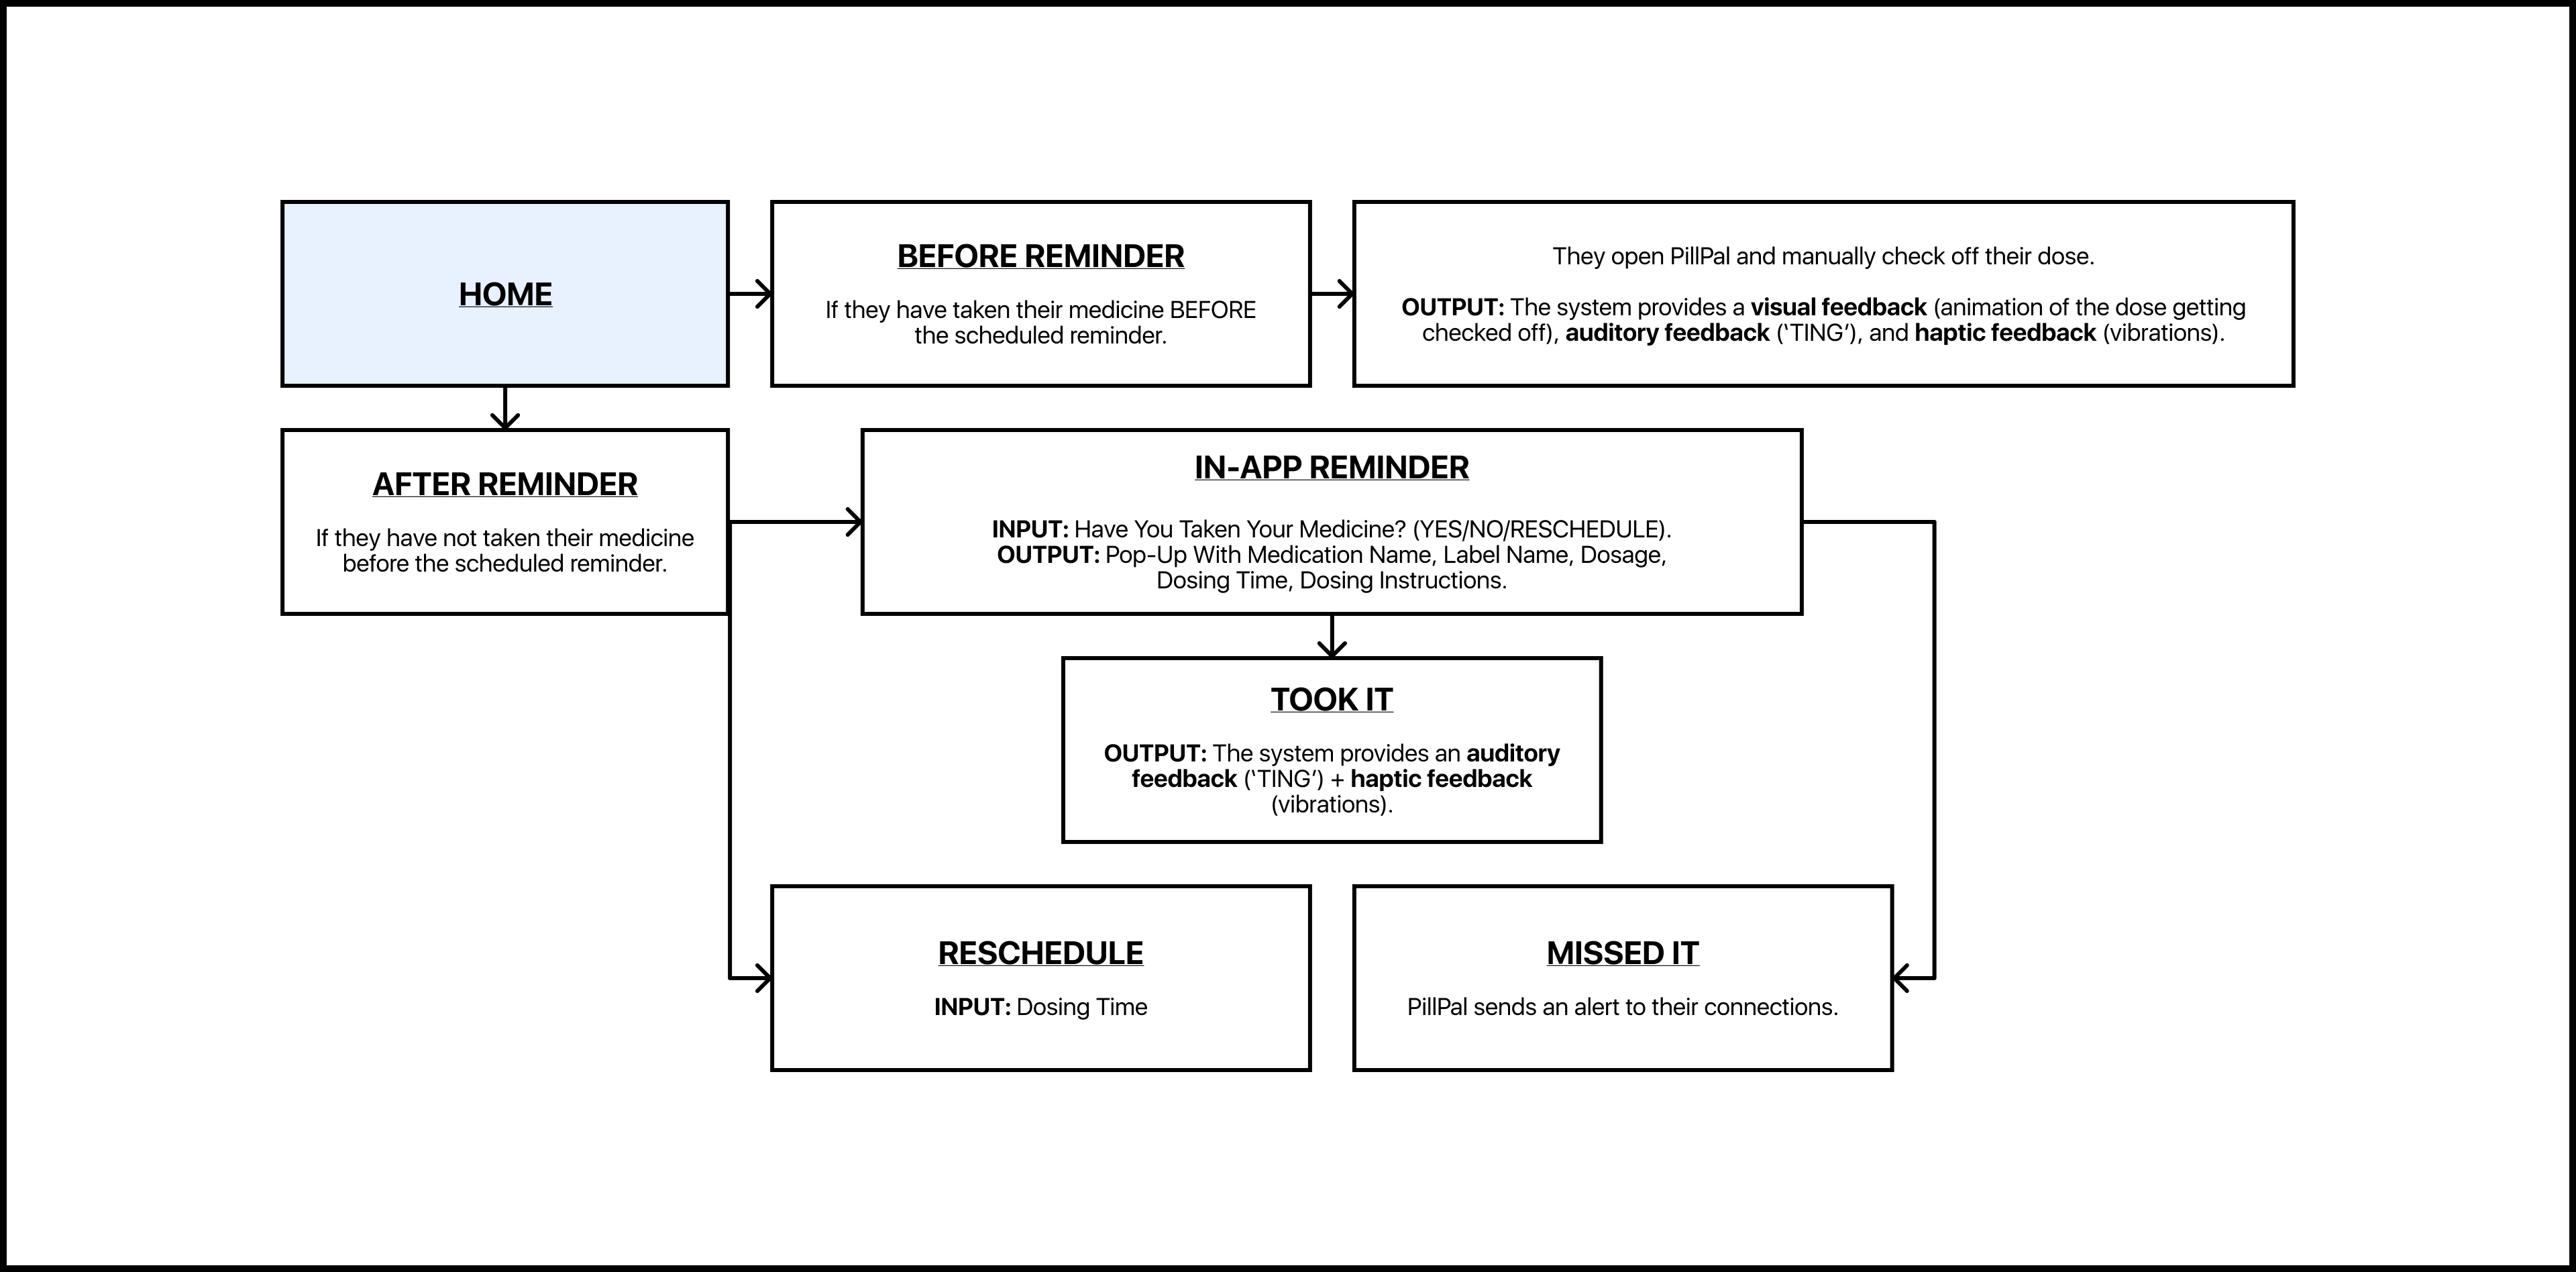 HOME
BEFORE REMINDER
If they have taken their medicine BEFORE
the scheduled reminder.
They open PillPal and manually check off their dose.
OUTPUT: The system provides a visual feedback (animation of the dose getting
checked off), auditory feedback (‘TING’), and haptic feedback (vibrations).
AFTER REMINDER
If they have not taken their medicine
before the scheduled reminder.
IN-APP REMINDER
INPUT: Have You Taken Your Medicine? (YES/NO/RESCHEDULE).
OUTPUT: Pop-Up With Medication Name, Label Name, Dosage,
Dosing Time, Dosing Instructions.
TOOK IT
OUTPUT: The system provides an auditory
feedback (‘TING’) + haptic feedback
(vibrations).
RESCHEDULE
INPUT: Dosing Time
MISSED IT
PillPal sends an alert to their connections.